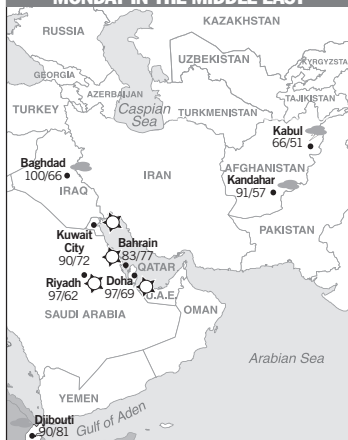 MONDAY IN THE MIDDLE EAST
KAZAKHSTAN
RUSSIA
UZBEKISTAN
KYRGYZSTA
GEORGIA
AZERBAIJAN
TAJIKISTAN
TURKEY
Caspian
Sea
TURKMENISTAN
Kabul
66/51
Baghdad
100/66
IRAQ
IRAN
AFGHANISTAN
Kandahar
91/57
PAKISTAN
Kuwait
City
90/72
Bahrain
83/77
QATAR
Riyadh
97/62
Doha
97/69
U.A.E.
OMAN
SAUDI ARABIA
Arabian Sea
YEMEN
Djibouti
90/81
Gulf of Aden